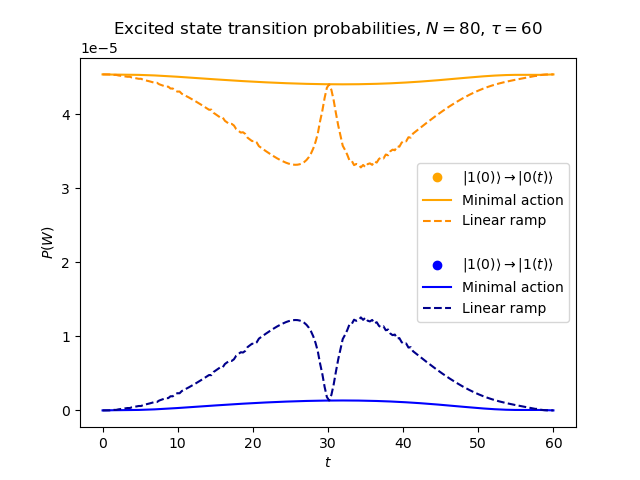 Excited state transition probabilities, N = 80, τ = 60
1e−5
4
3
2
1
0
P(W)
0 10 20 30 40 50 60
t
|1(0)⟩ → |0(t)⟩
Minimal action
Linear ramp
|1(0)⟩ → |1(t)⟩
Minimal action
Linear ramp